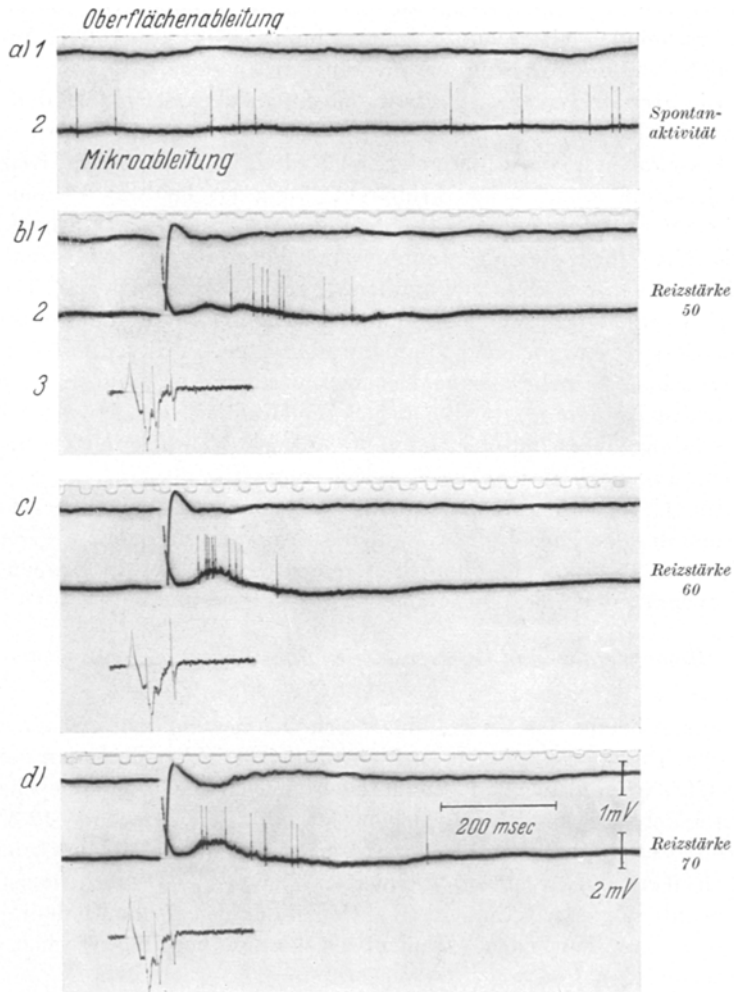 Oberflächenableitung
a) 1
2
Mikroableitung
Spontan-
aktivität
b) 1
2
3
Reizstärke
50
c)
Reizstärke
60
d)
200 msec
1mV
2 mV
Reizstärke
70